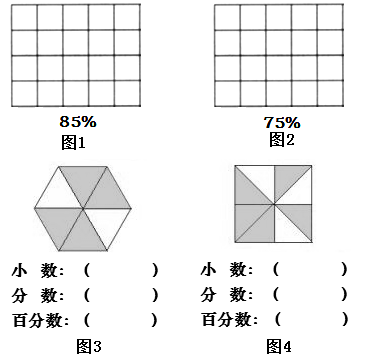 85%
75%
图1
图2
小 数：（ ）
小 数：（ ）
分 数：（ ）
分 数：（ ）
百分数：（ ）
百分数：（ ）
图3
图4